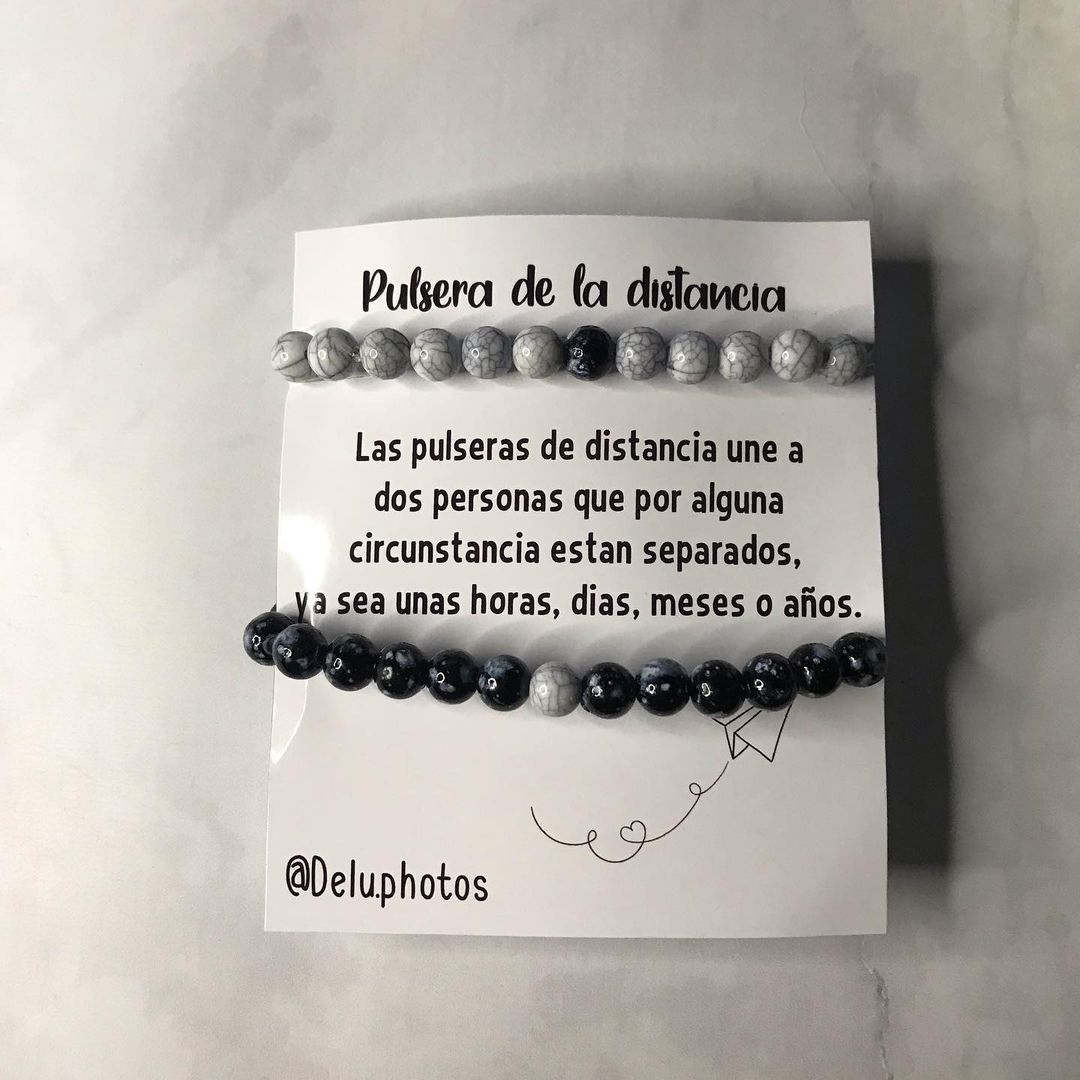 Pulsera de la distancia
Las pulseras de distancia une a
dos personas que por alguna
circunstancia estan separados,
ya sea unas horas, dias, meses o años.
@Delu.photos